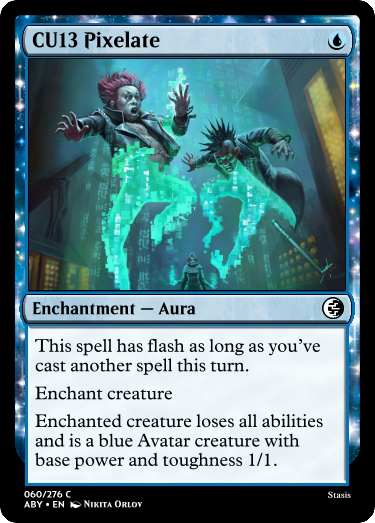 CU13 Pixelate
Enchantment — Aura
This spell has flash as long as you've
cast another spell this turn.
Enchant creature
Enchanted creature loses all abilities
and is a blue Avatar creature with
base power and toughness 1/1.
060/276 C
Stasis
ABY • EN Nikita Orlov